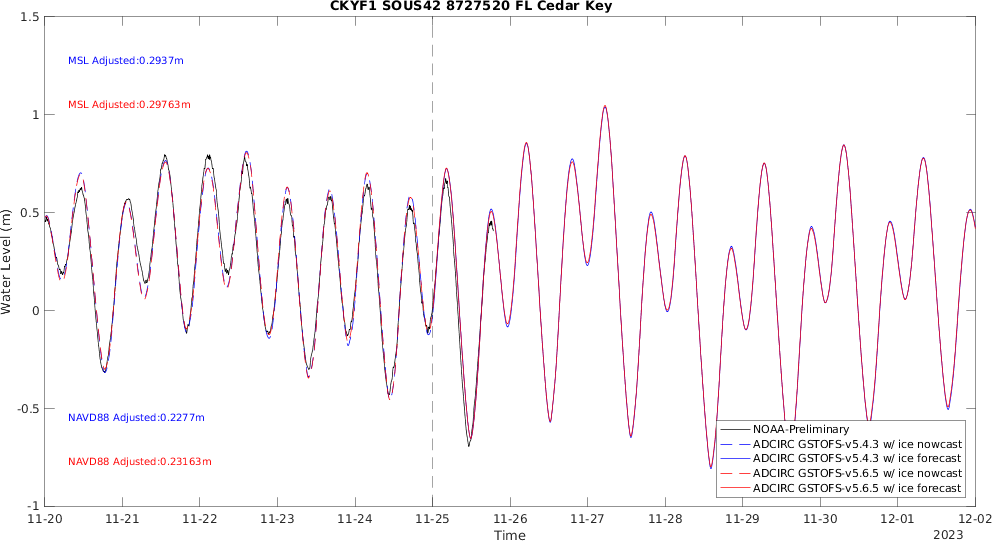 CKYF1 SOUS42 8727520 FL Cedar Key
1.5
MSL Adjusted:0.2937m
MSL Adjusted:0.29763m
1
0.5
Water Level (m)
0
-0.5
NAVD88 Adjusted:0.2277m
NAVD88 Adjusted:0.23163m
NOAA-Preliminary
ADCIRC GSTOFS-v5.4.3 w/ ice nowcast
ADCIRC GSTOFS-v5.4.3 w/ ice forecast
ADCIRC GSTOFS-v5.6.5 w/ ice nowcast
ADCIRC GSTOFS-v5.6.5 w/ ice forecast
-1
11-20 11-21 11-22 11-23 11-24 11-25 11-26 11-27 11-28 11-29 11-30 12-01 12-02
Time
2023